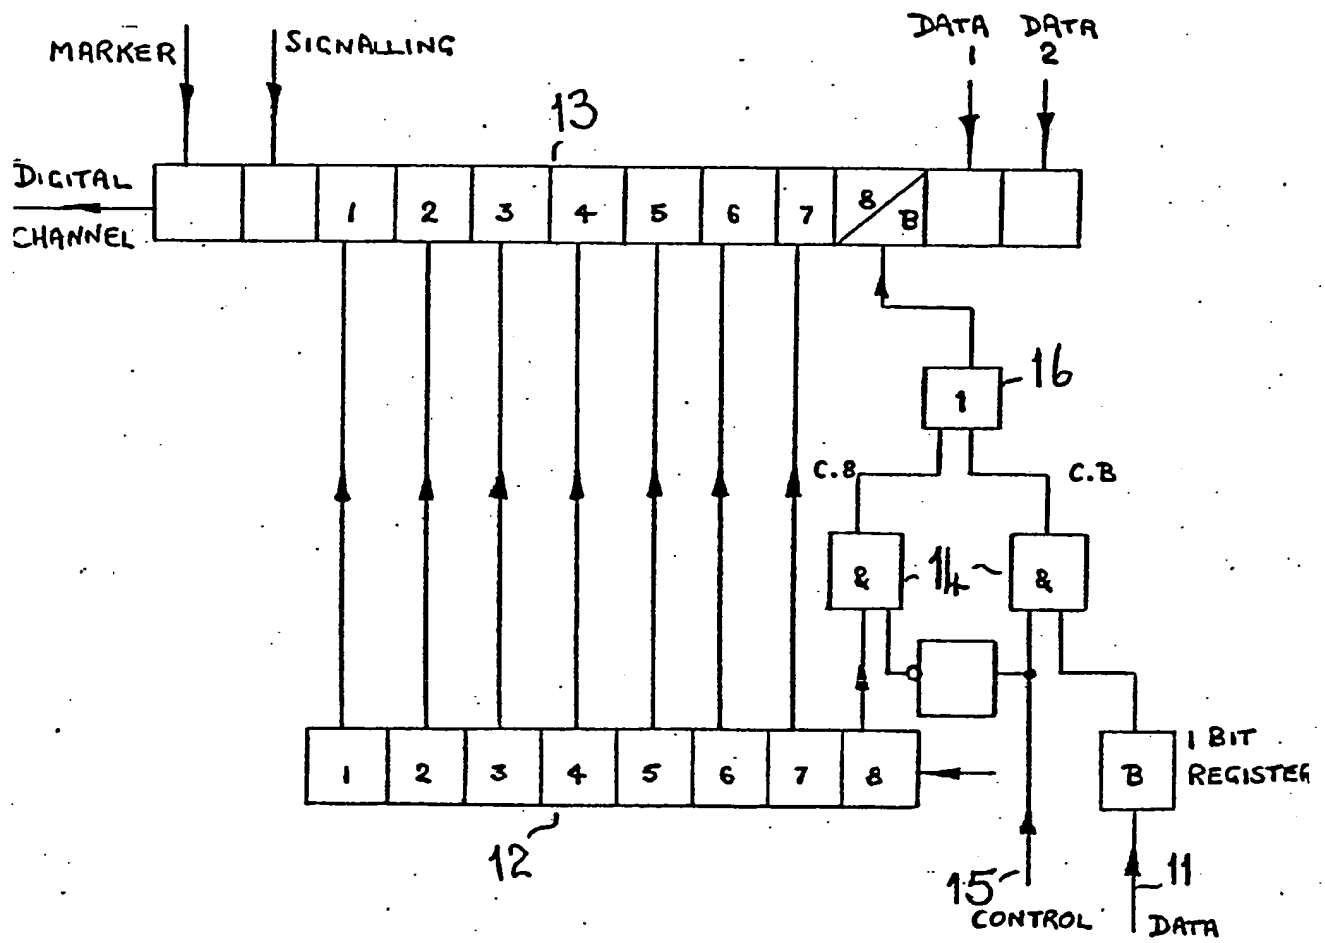 MARKER
SIGNALLING
DATA 1
DATA 2
13
DIGITAL CHANNEL
1 2 3 4 5 6 7 8 B
16
1
C.8
C.B
& 14 &
1 BIT REGISTER
B
1 2 3 4 5 6 7 8
12
15
CONTROL
11
DATA